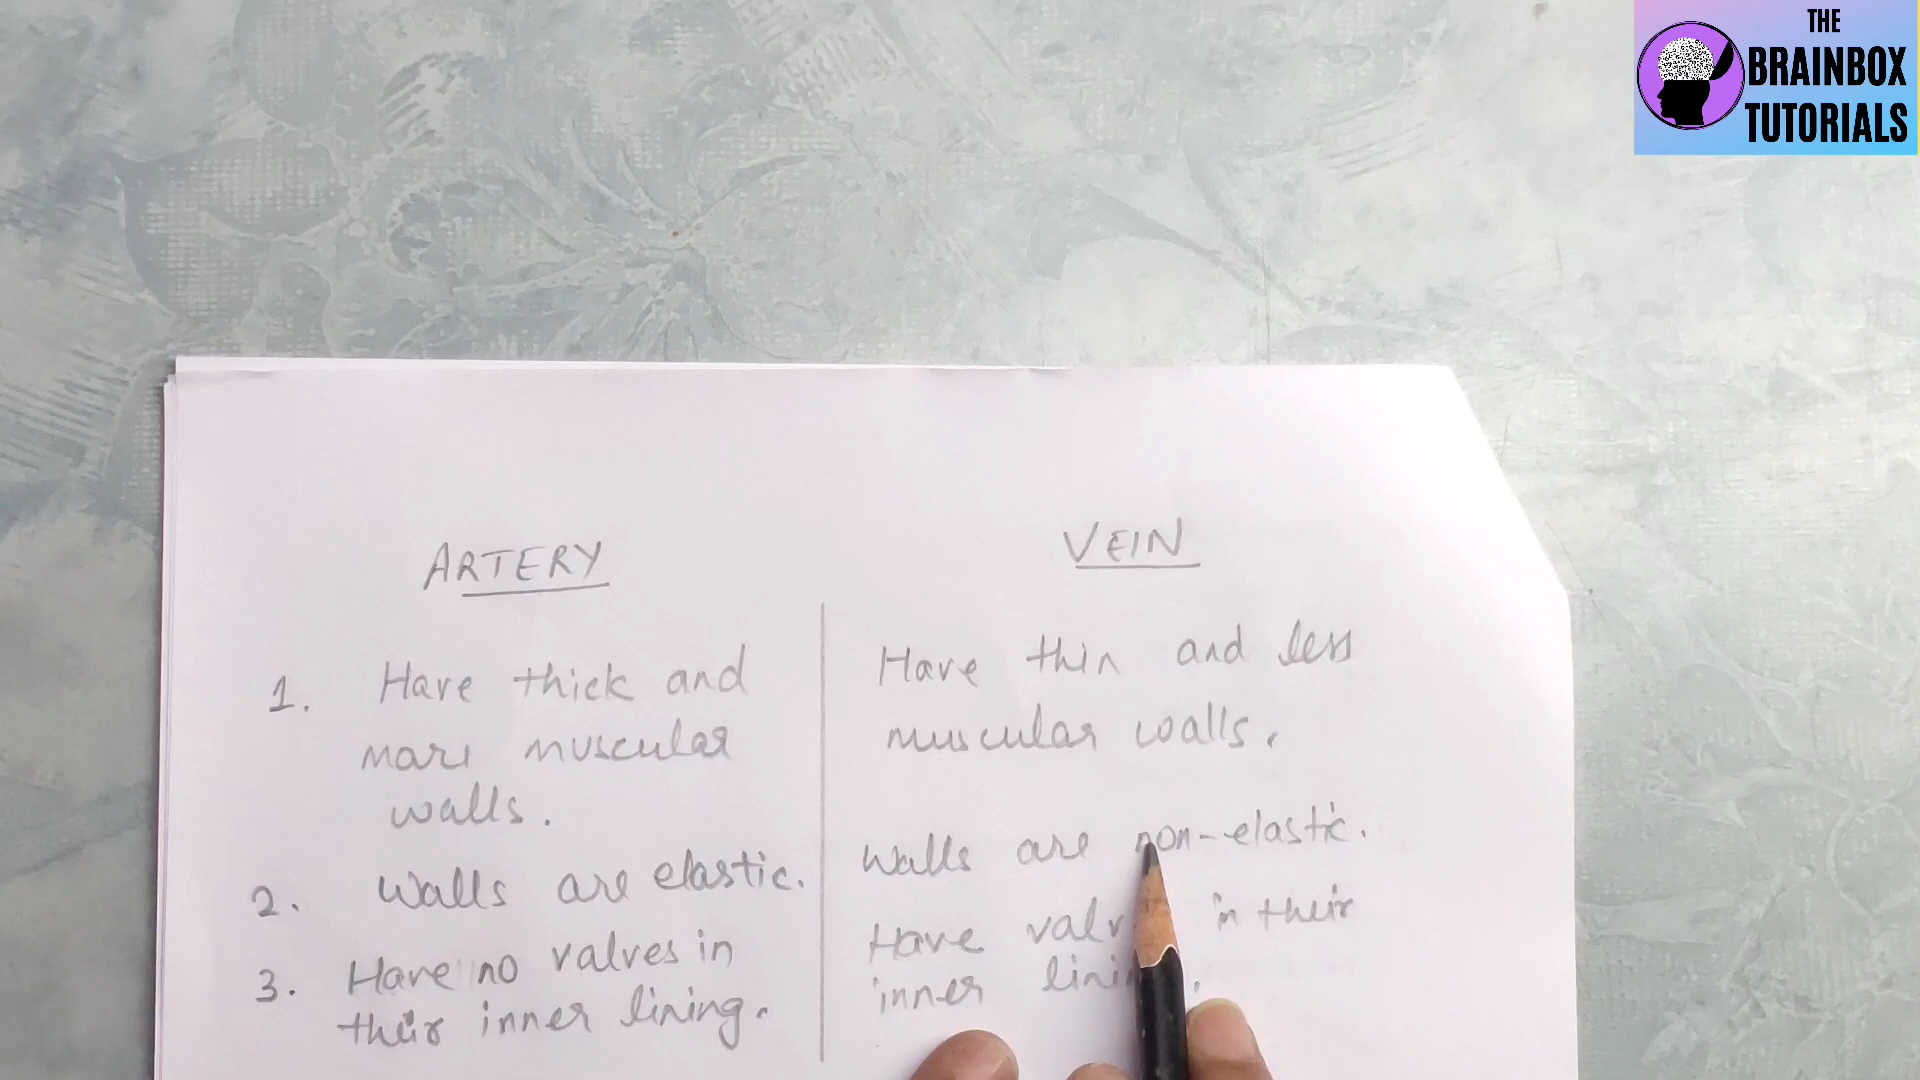 THE
BRAINBOX
TUTORIALS
ARTERY
1. Have thick and
more muscular
walls.
2. Walls are elastic.
3. Have no valves in
their inner lining.
VEIN
Have thin and less
muscular walls.
Walls are non-elastic.
Have in their
inner